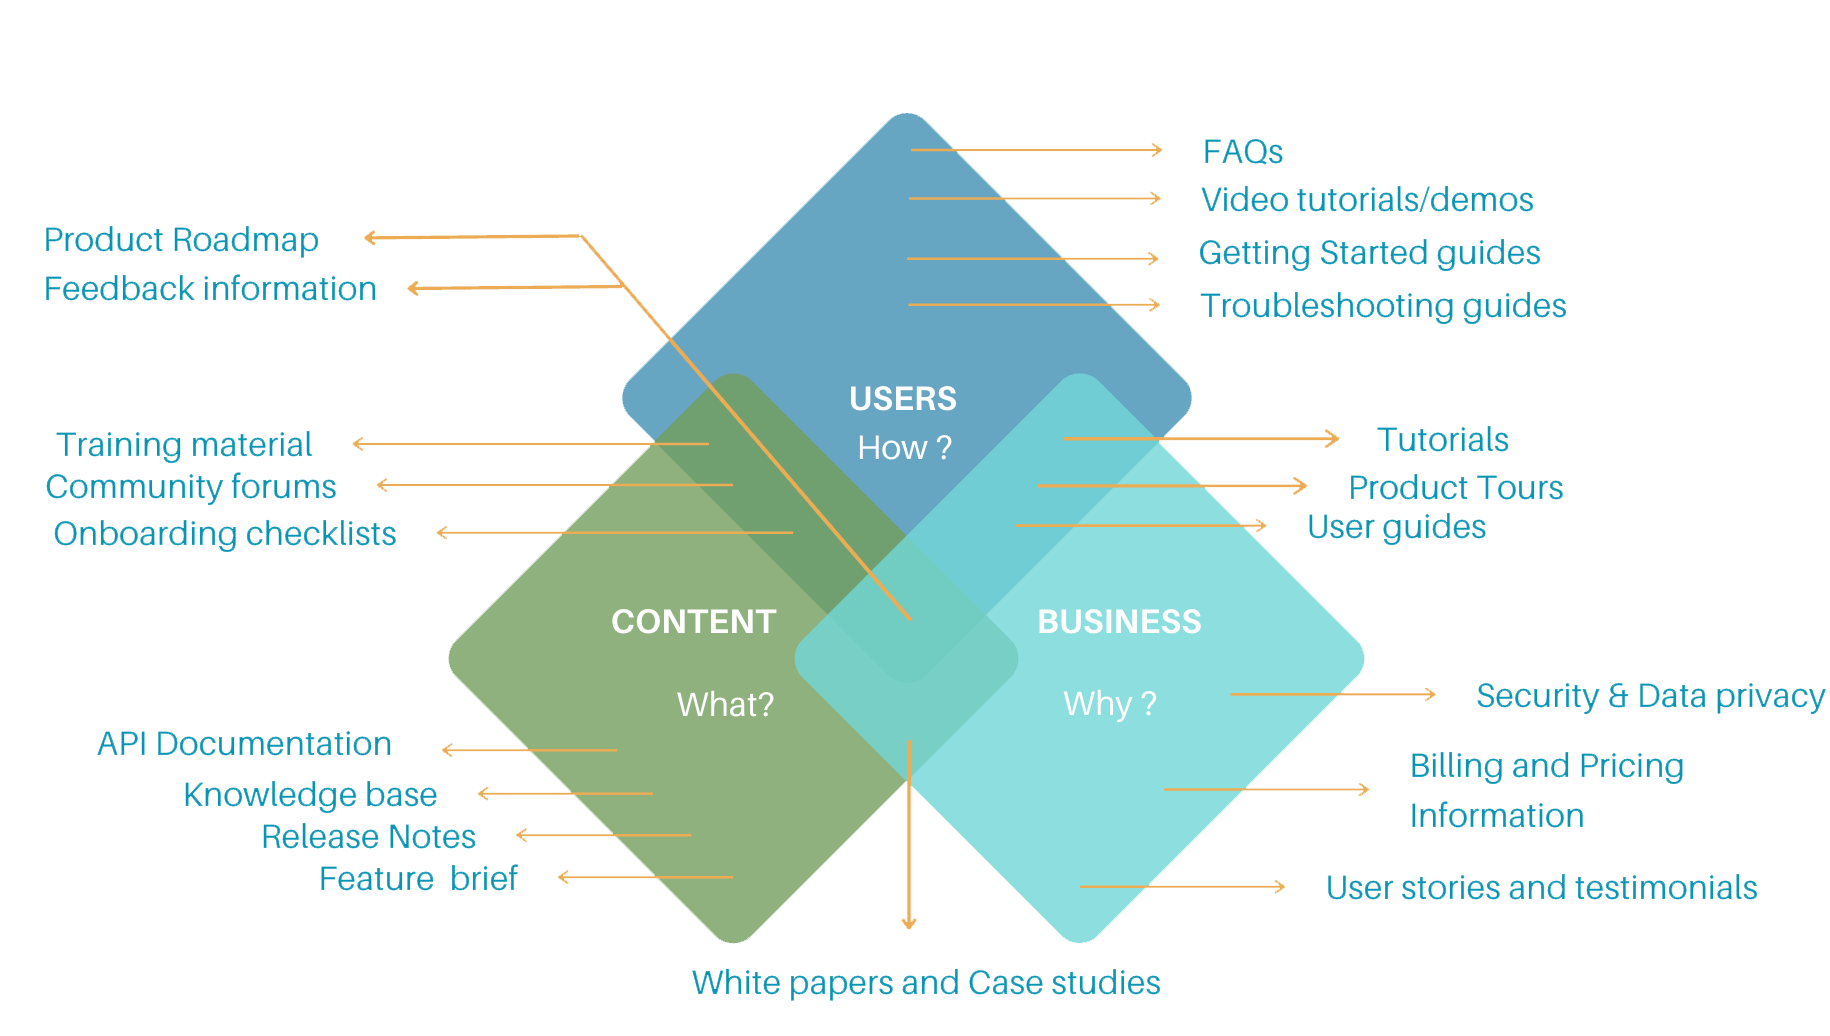 FAQs
Video tutorials/demos
Getting Started guides
Troubleshooting guides
Product Roadmap
Feedback information
USERS
How ?
Training material
Community forums
Onboarding checklists
Tutorials
Product Tours
User guides
CONTENT
What?
BUSINESS
Why ?
API Documentation
Knowledge base
Release Notes
Feature  brief
Security & Data privacy
Billing and Pricing
Information
User stories and testimonials
White papers and Case studies